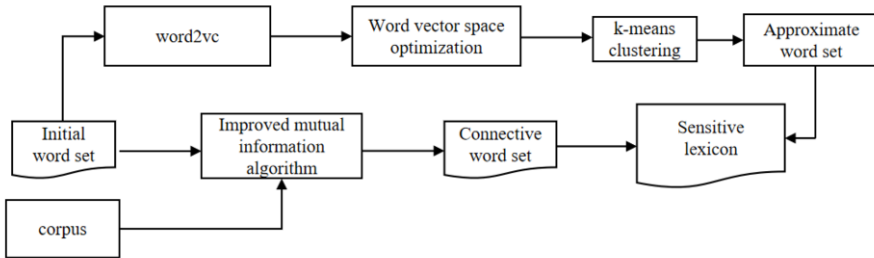 word2vc
Word vector space
optimization
k-means
clustering
Approximate
word set
Initial
word set
Improved mutual
information
algorithm
Connective
word set
Sensitive
lexicon
corpus